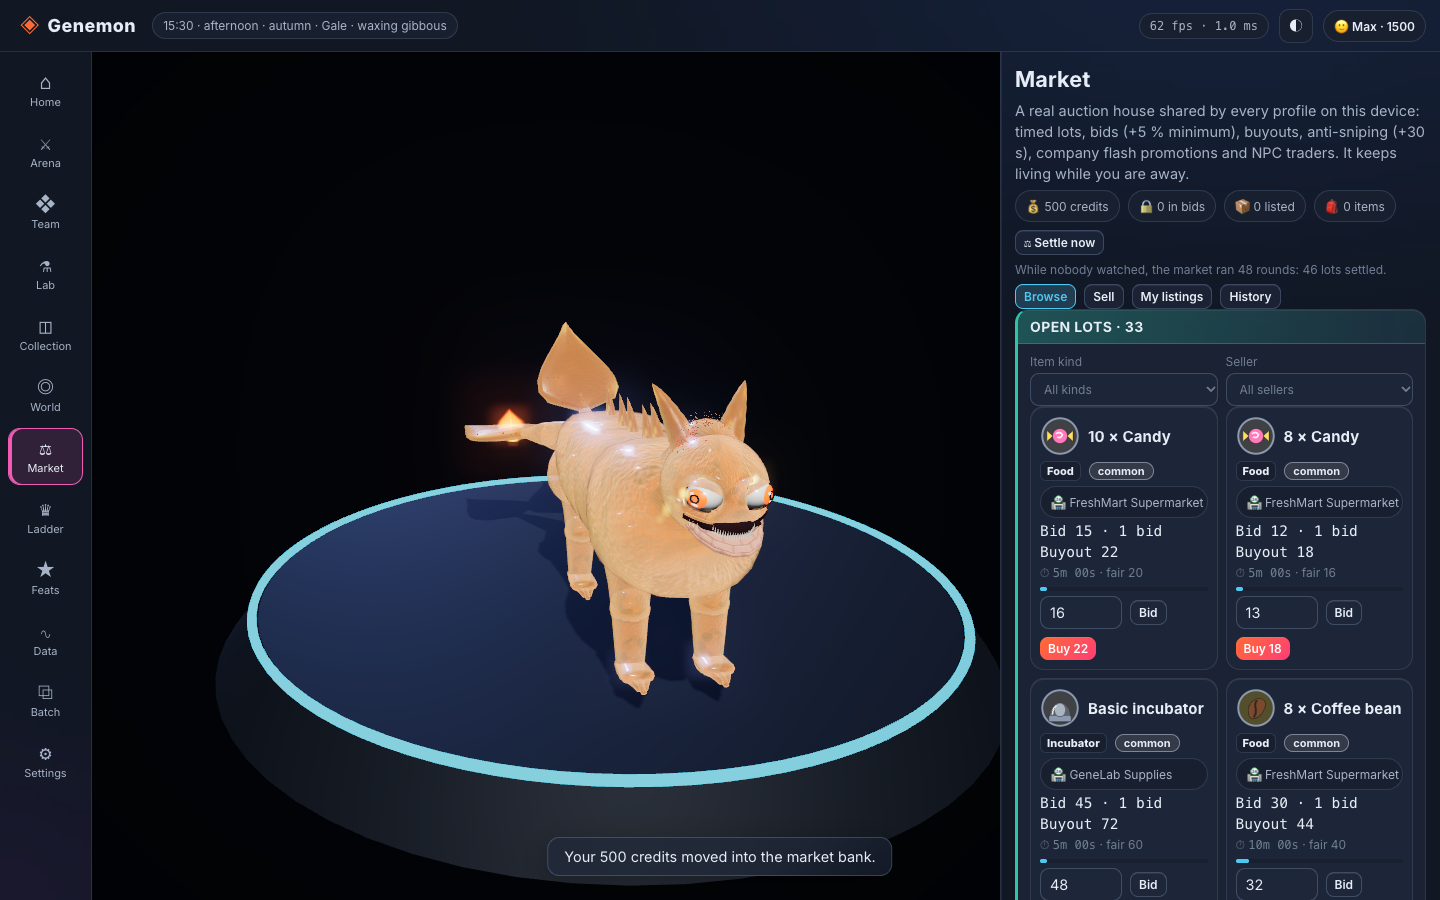 Genemon
15:30 · afternoon · autumn · Gale · waxing gibbous
62 fps · 1.0 ms
Max · 1500
Home
Arena
Team
Lab
Collection
World
Market
Ladder
Feats
Data
Batch
Settings
Your 500 credits moved into the market bank.
Market
A real auction house shared by every profile on this device:
timed lots, bids (+5 % minimum), buyouts, anti-sniping (+30
s), company flash promotions and NPC traders. It keeps
living while you are away.
500 credits
0 in bids
0 listed
0 items
Settle now
While nobody watched, the market ran 48 rounds: 46 lots settled.
Browse
Sell
My listings
History
OPEN LOTS · 33
Item kind
Seller
All kinds
All sellers
10 × Candy
Food
common
FreshMart Supermarket
Bid 15 · 1 bid
Buyout 22
5m 00s · fair 20
16
Bid
Buy 22
8 × Candy
Food
common
FreshMart Supermarket
Bid 12 · 1 bid
Buyout 18
5m 00s · fair 16
13
Bid
Buy 18
Basic incubator
Incubator
common
GeneLab Supplies
Bid 45 · 1 bid
Buyout 72
5m 00s · fair 60
48
Bid
8 × Coffee bean
Food
common
FreshMart Supermarket
Bid 30 · 1 bid
Buyout 44
10m 00s · fair 40
32
Bid